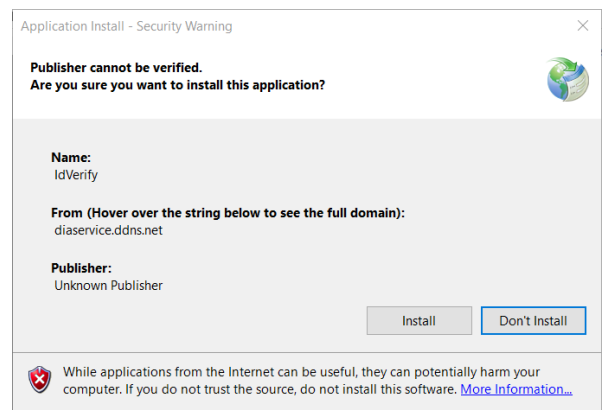 Application Install - Security Warning
Publisher cannot be verified.
Are you sure you want to install this application?
Name:
IdVerify
From (Hover over the string below to see the full domain):
diaservice.ddns.net
Publisher:
Unknown Publisher
Install
Don't Install
While applications from the Internet can be useful, they can potentially harm your
computer. If you do not trust the source, do not install this software. More Information...